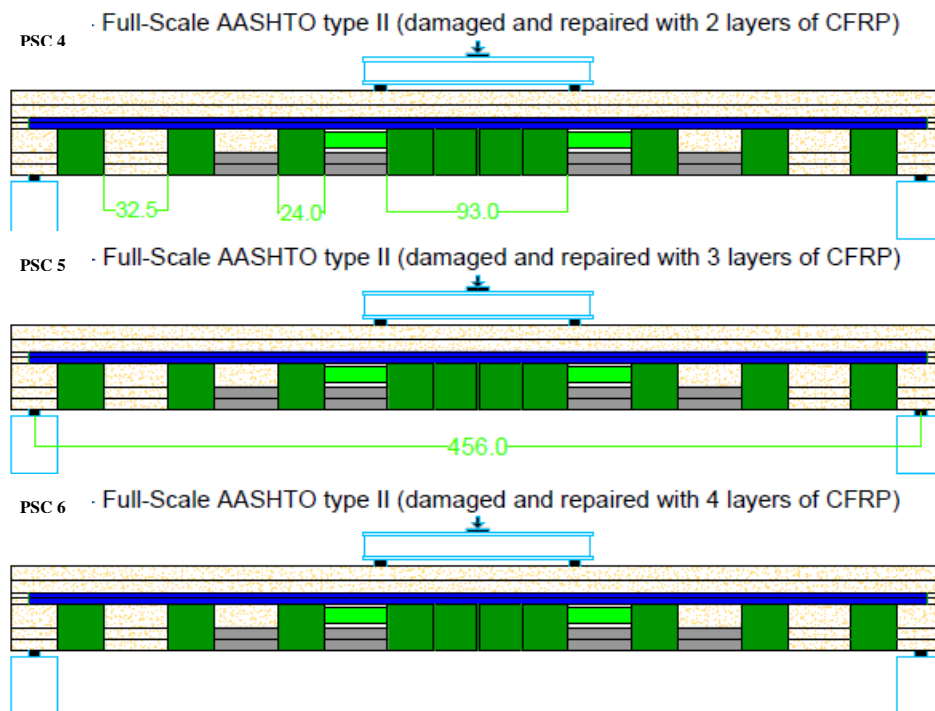 PSC 4 - Full-Scale AASHTO type II (damaged and repaired with 2 layers of CFRP)
32.5 24.0 93.0
PSC 5 - Full-Scale AASHTO type II (damaged and repaired with 3 layers of CFRP)
456.0
PSC 6 - Full-Scale AASHTO type II (damaged and repaired with 4 layers of CFRP)